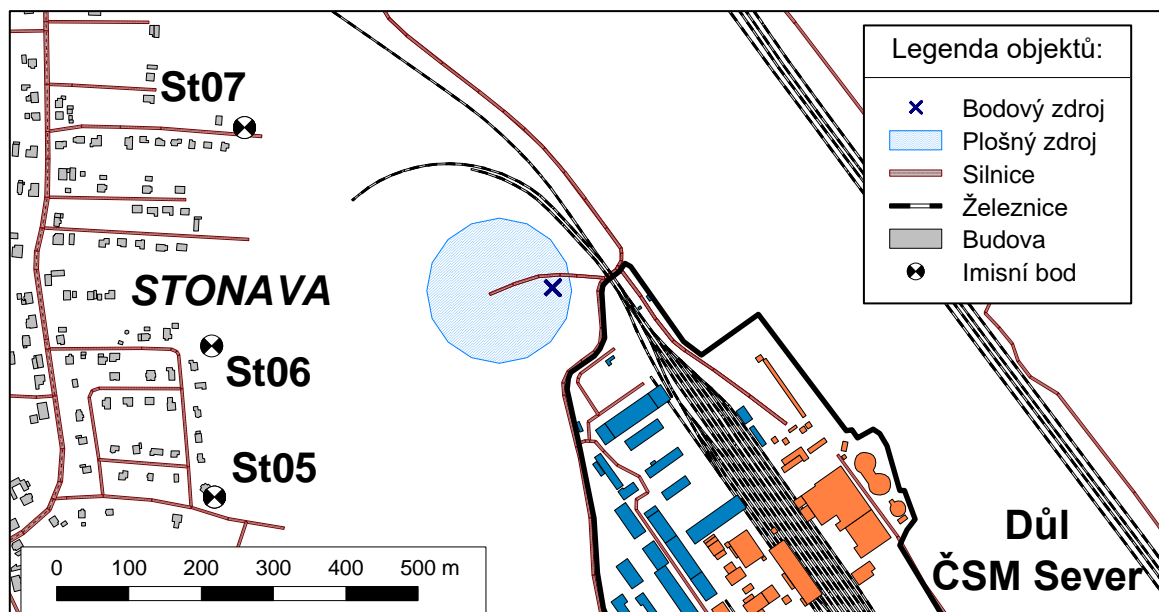 Legenda objektů:
Bodový zdroj
Plošný zdroj
Silnice
Železnice
Budova
Imisní bod
St07
STONAVA
St06
St05
Důl
ČSM Sever
0 100 200 300 400 500 m